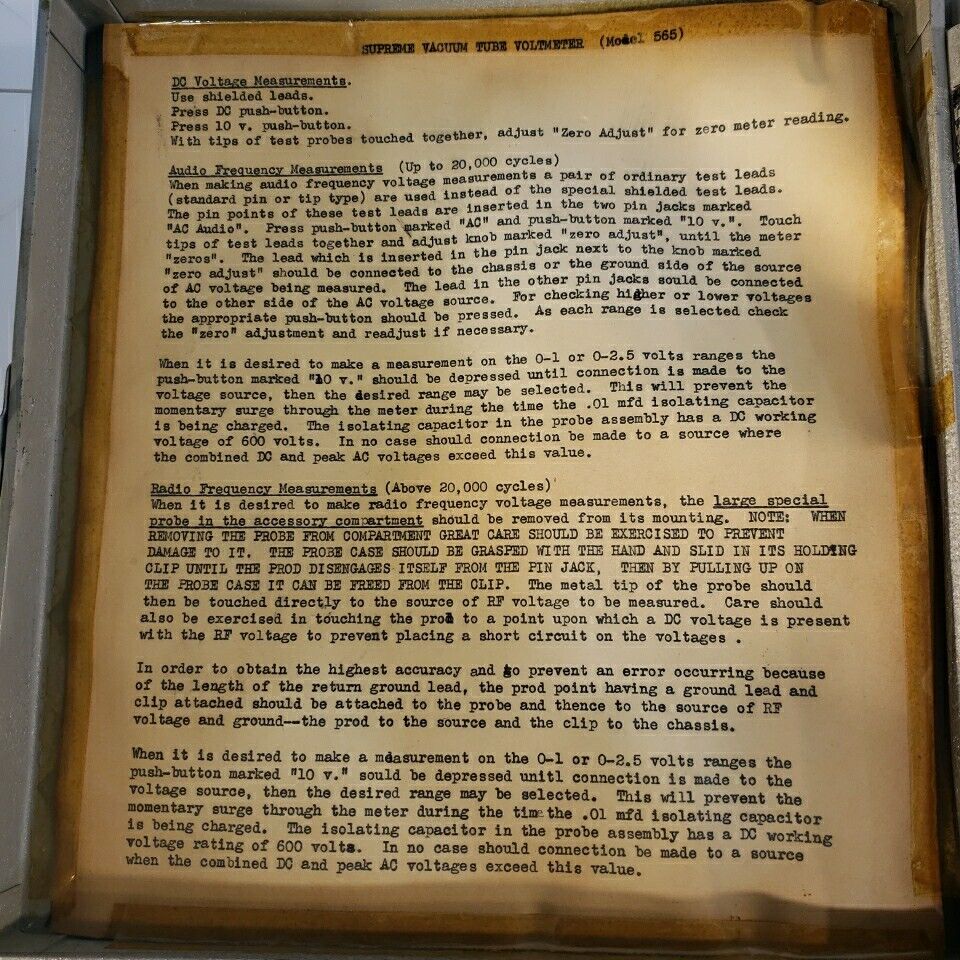 SUPREME VACUUM TUBE VOLTMETER (Model 565)
DC Voltage Measurements.
Use shielded leads.
Press DC push-button.
Press 10 v. push-button.
With tips of test probes touched together, adjust "Zero Adjust" for zero meter reading.
Audio Frequency Measurements (Up to 20,000 cycles)
When making audio frequency voltage measurements a pair of ordinary test leads
(standard pin or tip type) are used instead of the special shielded test leads.
The pin points of these test leads are inserted in the two pin jacks marked
"AC Audio". Press push-button marked "AC" and push-button marked "10 v.". Touch
tips of test leads together and adjust knob marked "zero adjust", until the meter
"zeros". The lead which is inserted in the pin jack next to the knob marked
"zero adjust" should be connected to the chassis or the ground side of the source
of AC voltage being measured. The lead in the other pin jacks sould be connected
to the other side of the AC voltage source. For checking higher or lower voltages
the appropriate push-button should be pressed. As each range is selected check
the "zero" adjustment and readjust if necessary.
When it is desired to make a measurement on the 0-1 or 0-2.5 volts ranges the
push-button marked "10 v." should be depressed until connection is made to the
voltage source, then the desired range may be selected. This will prevent the
momentary surge through the meter during the time the .01 mfd isolating capacitor
is being charged. The isolating capacitor in the probe assembly has a DC working
voltage of 600 volts. In no case should connection be made to a source where
the combined DC and peak AC voltages exceed this value.
Radio Frequency Measurements (Above 20,000 cycles)
When it is desired to make radio frequency voltage measurements, the large special
probe in the accessory compartment should be removed from its mounting. NOTE: WHEN
REMOVING THE PROBE FROM COMPARTMENT GREAT CARE SHOULD BE EXERCISED TO PREVENT
DAMAGE TO IT. THE PROBE CASE SHOULD BE GRASPED WITH THE HAND AND SLID IN ITS HOLDING
CLIP UNTIL THE PROD DISENGAGES ITSELF FROM THE PIN JACK, THEN BY PULLING UP ON
THE PROBE CASE IT CAN BE FREED FROM THE CLIP. The metal tip of the probe should
then be touched directly to the source of RF voltage to be measured. Care should
also be exercised in touching the prod to a point upon which a DC voltage is present
with the RF voltage to prevent placing a short circuit on the voltages .
In order to obtain the highest accuracy and to prevent an error occurring because
of the length of the return ground lead, the prod point having a ground lead and
clip attached should be attached to the probe and thence to the source of RF
voltage and ground--the prod to the source and the clip to the chassis.
When it is desired to make a measurement on the 0-1 or 0-2.5 volts ranges the
push-button marked "10 v." sould be depressed unitl connection is made to the
voltage source, then the desired range may be selected. This will prevent the
momentary surge through the meter during the time the .01 mfd isolating capacitor
is being charged. The isolating capacitor in the probe assembly has a DC working
voltage rating of 600 volts. In no case should connection be made to a source
when the combined DC and peak AC voltages exceed this value.